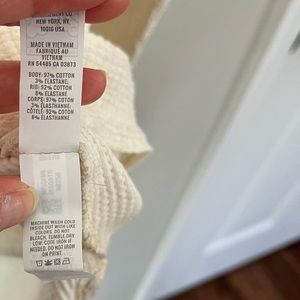 NEW YORK, NY.
10016 USA
MADE IN VIETNAM
FABRIQUÉ AU
VIETNAM
RN 54485 CA 03873
BODY: 97% COTTON
3% ELASTANE;
RIB: 92% COTTON
8% ELASTANE
CORPS: 97% COTON
3% ÉLASTHANNE;
CÔTELÉ: 92% COTON
8% ÉLASTHANNE
MACHINE WASH COLD
INSIDE OUT WITH LIKE
COLORS. DO NOT
BLEACH. TUMBLE DRY
LOW. COOL IRON IF
NEEDED. DO NOT IRON
ON PRINT.